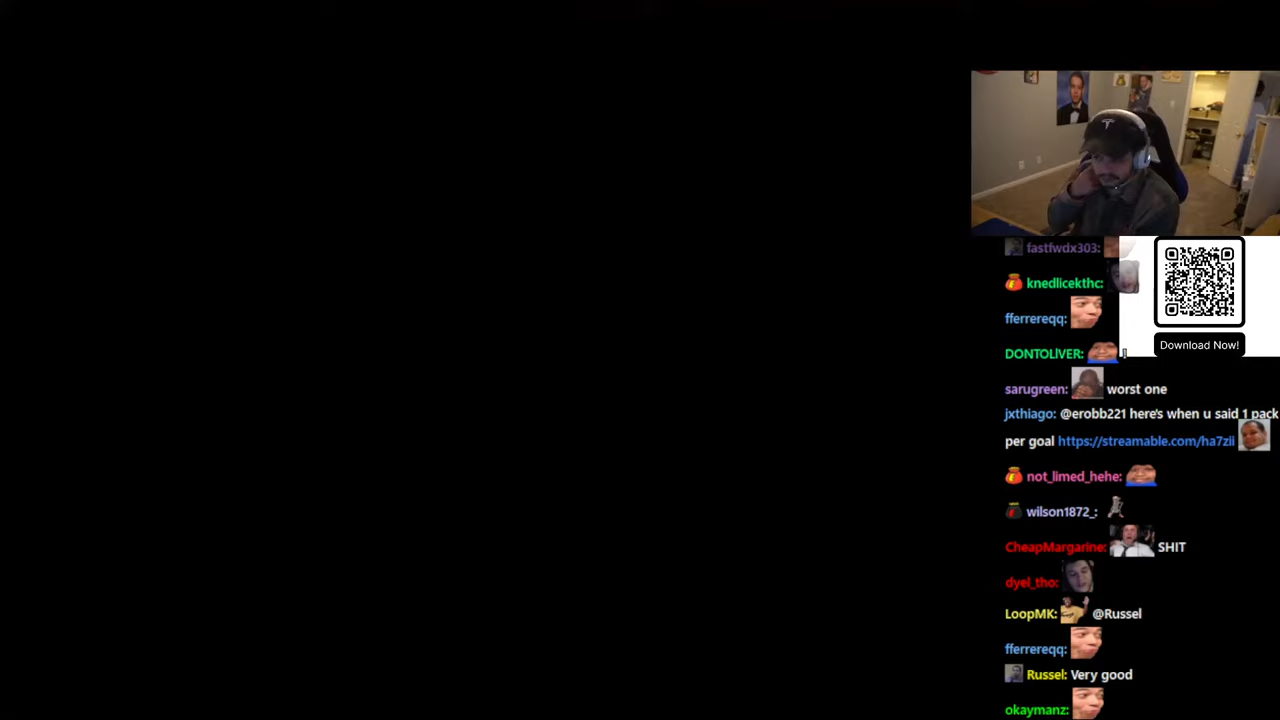 fastfwdx303:
knedlicekthc:
Download Now!
fferrereqq:
DONTOLIVER:
sarugreen: worst one
jxthiago: @erobb221 here's when u said 1 pack
per goal https://streamable.com/ha7zii
not_limed_hehe:
wilson1872_:
CheapMargarine: SHIT
dyel_tho:
LoopMK: @Russel
fferrereqq:
Russel: Very good
okaymanz: